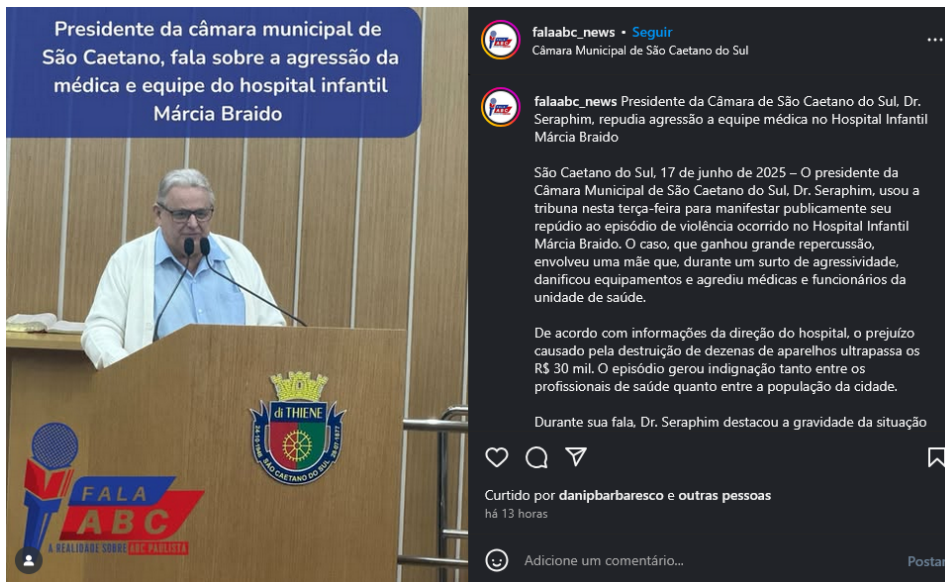 Presidente da câmara municipal de
São Caetano, fala sobre a agressão da
médica e equipe do hospital infantil
Márcia Braido
di THIENE
24-10-1948
28-07-1877
SÃO CAETANO DO SUL
FALA
ABC
A REALIDADE SOBRE ABC PAULISTA
falaabc_news • Seguir
Câmara Municipal de São Caetano do Sul
falaabc_news Presidente da Câmara de São Caetano do Sul, Dr.
Seraphim, repudia agressão a equipe médica no Hospital Infantil
Márcia Braido
São Caetano do Sul, 17 de junho de 2025 – O presidente da
Câmara Municipal de São Caetano do Sul, Dr. Seraphim, usou a
tribuna nesta terça-feira para manifestar publicamente seu
repúdio ao episódio de violência ocorrido no Hospital Infantil
Márcia Braido. O caso, que ganhou grande repercussão,
envolveu uma mãe que, durante um surto de agressividade,
danificou equipamentos e agrediu médicas e funcionários da
unidade de saúde.
De acordo com informações da direção do hospital, o prejuízo
causado pela destruição de dezenas de aparelhos ultrapassa os
R$ 30 mil. O episódio gerou indignação tanto entre os
profissionais de saúde quanto entre a população da cidade.
Durante sua fala, Dr. Seraphim destacou a gravidade da situação
Curtido por danipbarbaresco e outras pessoas
há 13 horas
Adicione um comentário...
Postar